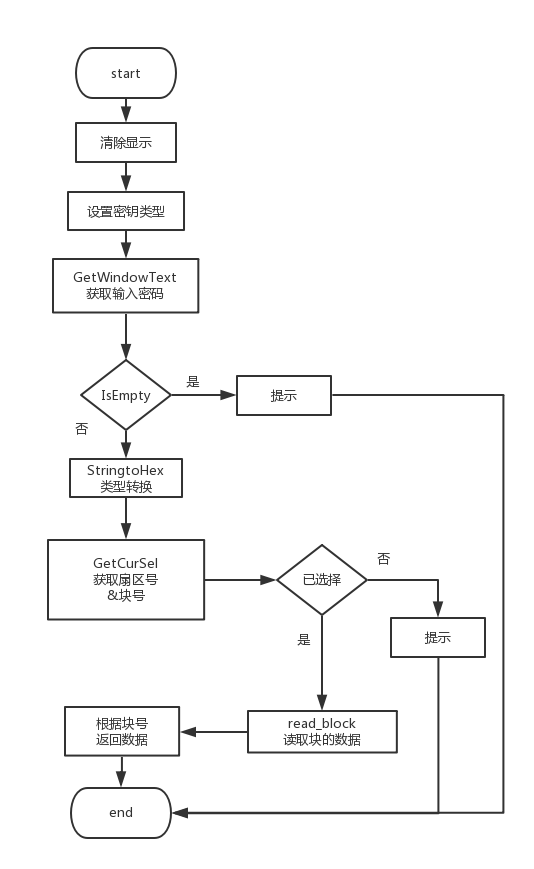 start
清除显示
设置密钥类型
GetWindowText
获取输入密码
IsEmpty
是
提示
否
StringtoHex
类型转换
GetCurSel
获取扇区号
&块号
已选择
否
提示
是
read_block
读取块的数据
根据块号
返回数据
end